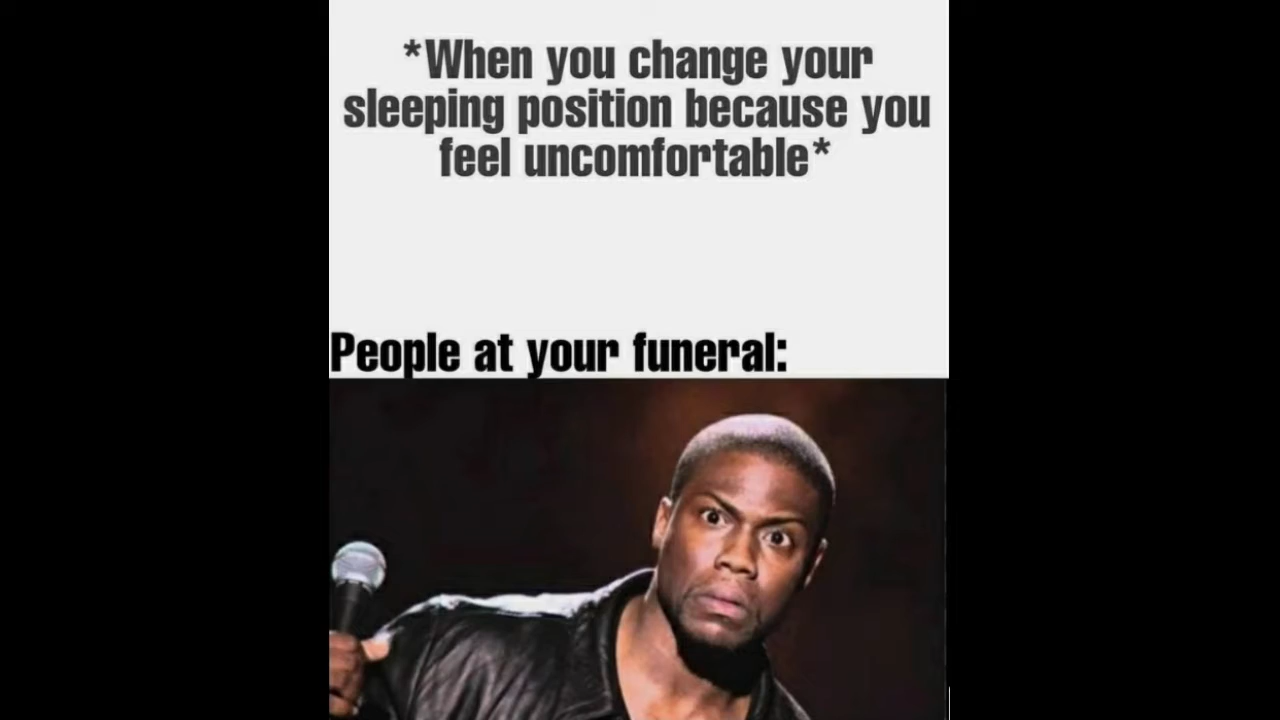 *When you change your
sleeping position because you
feel uncomfortable*
People at your funeral: